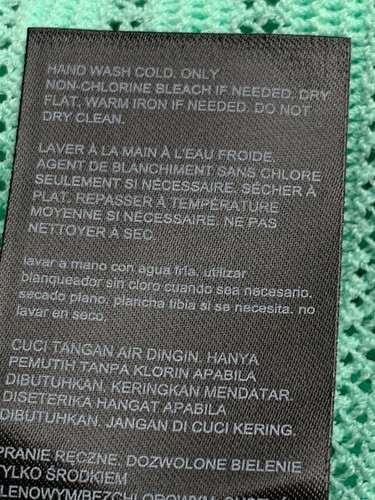 HAND WASH COLD. ONLY
NON-CHLORINE BLEACH IF NEEDED. DRY
FLAT. WARM IRON IF NEEDED. DO NOT
DRY CLEAN.
LAVER À LA MAIN À L'EAU FROIDE.
AGENT DE BLANCHIMENT SANS CHLORE
SEULEMENT SI NÉCESSAIRE. SÉCHER À
PLAT. REPASSER À TEMPÉRATURE
MOYENNE SI NÉCESSAIRE. NE PAS
NETTOYER À SEC.
lavar a mano con agua fría. utilizar
blanqueador sin cloro cuando sea necesario.
secado plano. plancha tibia si se necesita. no
lavar en seco.
CUCI TANGAN AIR DINGIN. HANYA
PEMUTIH TANPA KLORIN APABILA
DIBUTUHKAN. KERINGKAN MENDATAR.
DISETERIKA HANGAT APABILA
DIBUTUHKAN. JANGAN DI CUCI KERING.
PRANIE RĘCZNE. DOZWOLONE BIELENIE
TYLKO ŚRODKIEM